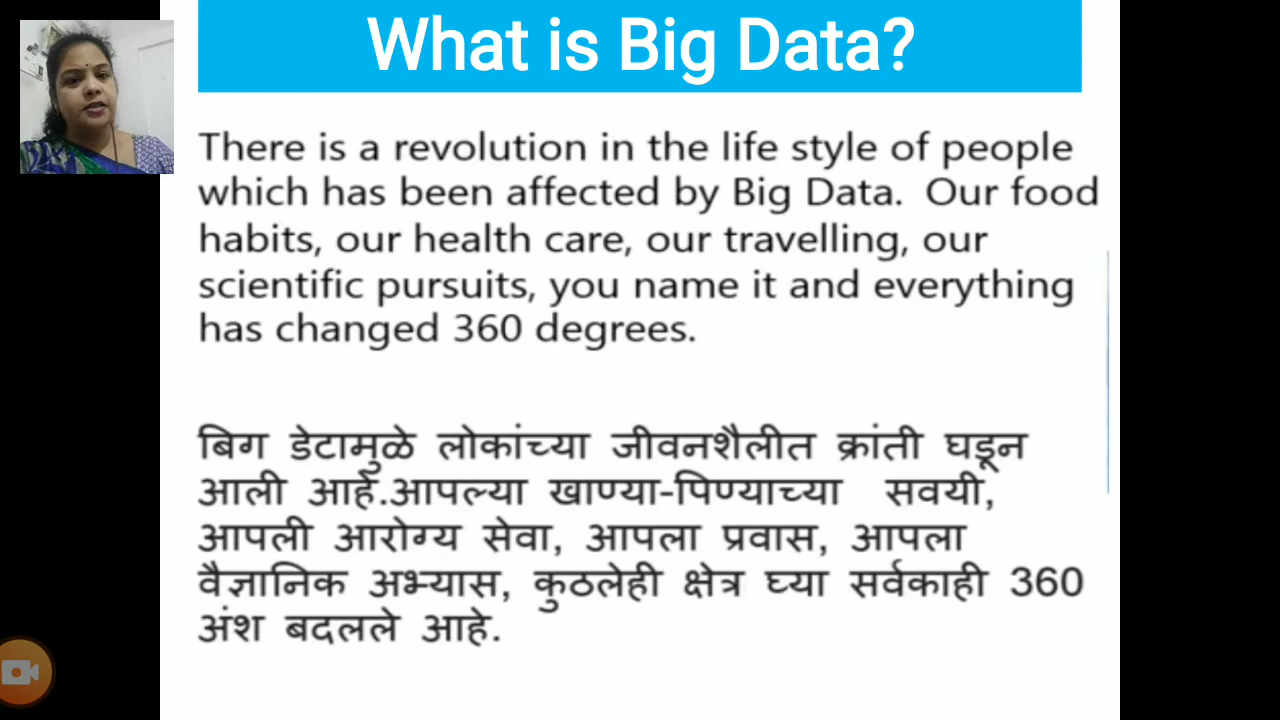 What is Big Data?
There is a revolution in the life style of people
which has been affected by Big Data. Our food
habits, our health care, our travelling, our
scientific pursuits, you name it and everything
has changed 360 degrees.
बिग डेटामुळे लोकांच्या जीवनशैलीत क्रांती घडून
आली आहे.आपल्या खाण्या-पिण्याच्या सवयी,
आपली आरोग्य सेवा, आपला प्रवास, आपला
वैज्ञानिक अभ्यास, कुठलेही क्षेत्र घ्या सर्वकाही 360
अंश बदलले आहे.